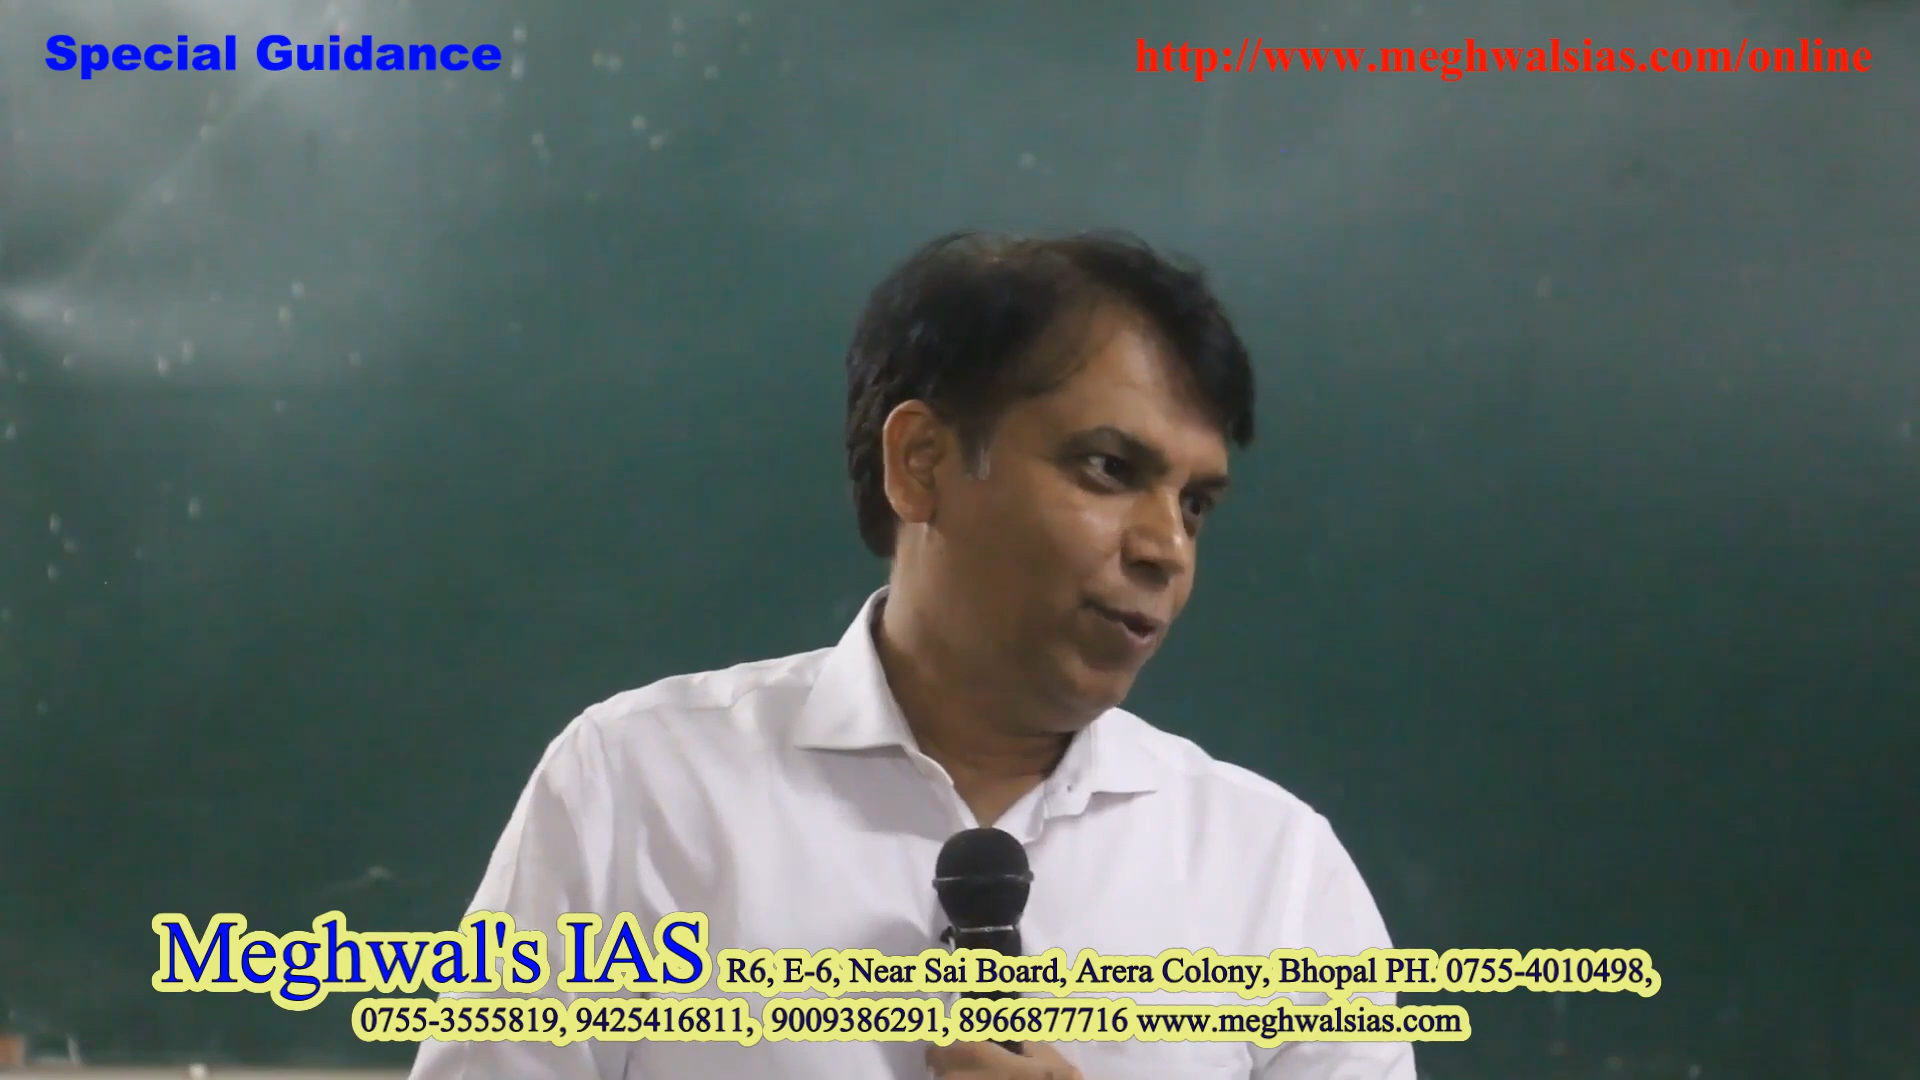 Special Guidance
http://www.meghwalsias.com/online
Meghwal's IAS R6, E-6, Near Sai Board, Arera Colony, Bhopal PH. 0755-4010498,
0755-3555819, 9425416811, 9009386291, 8966877716 www.meghwalsias.com